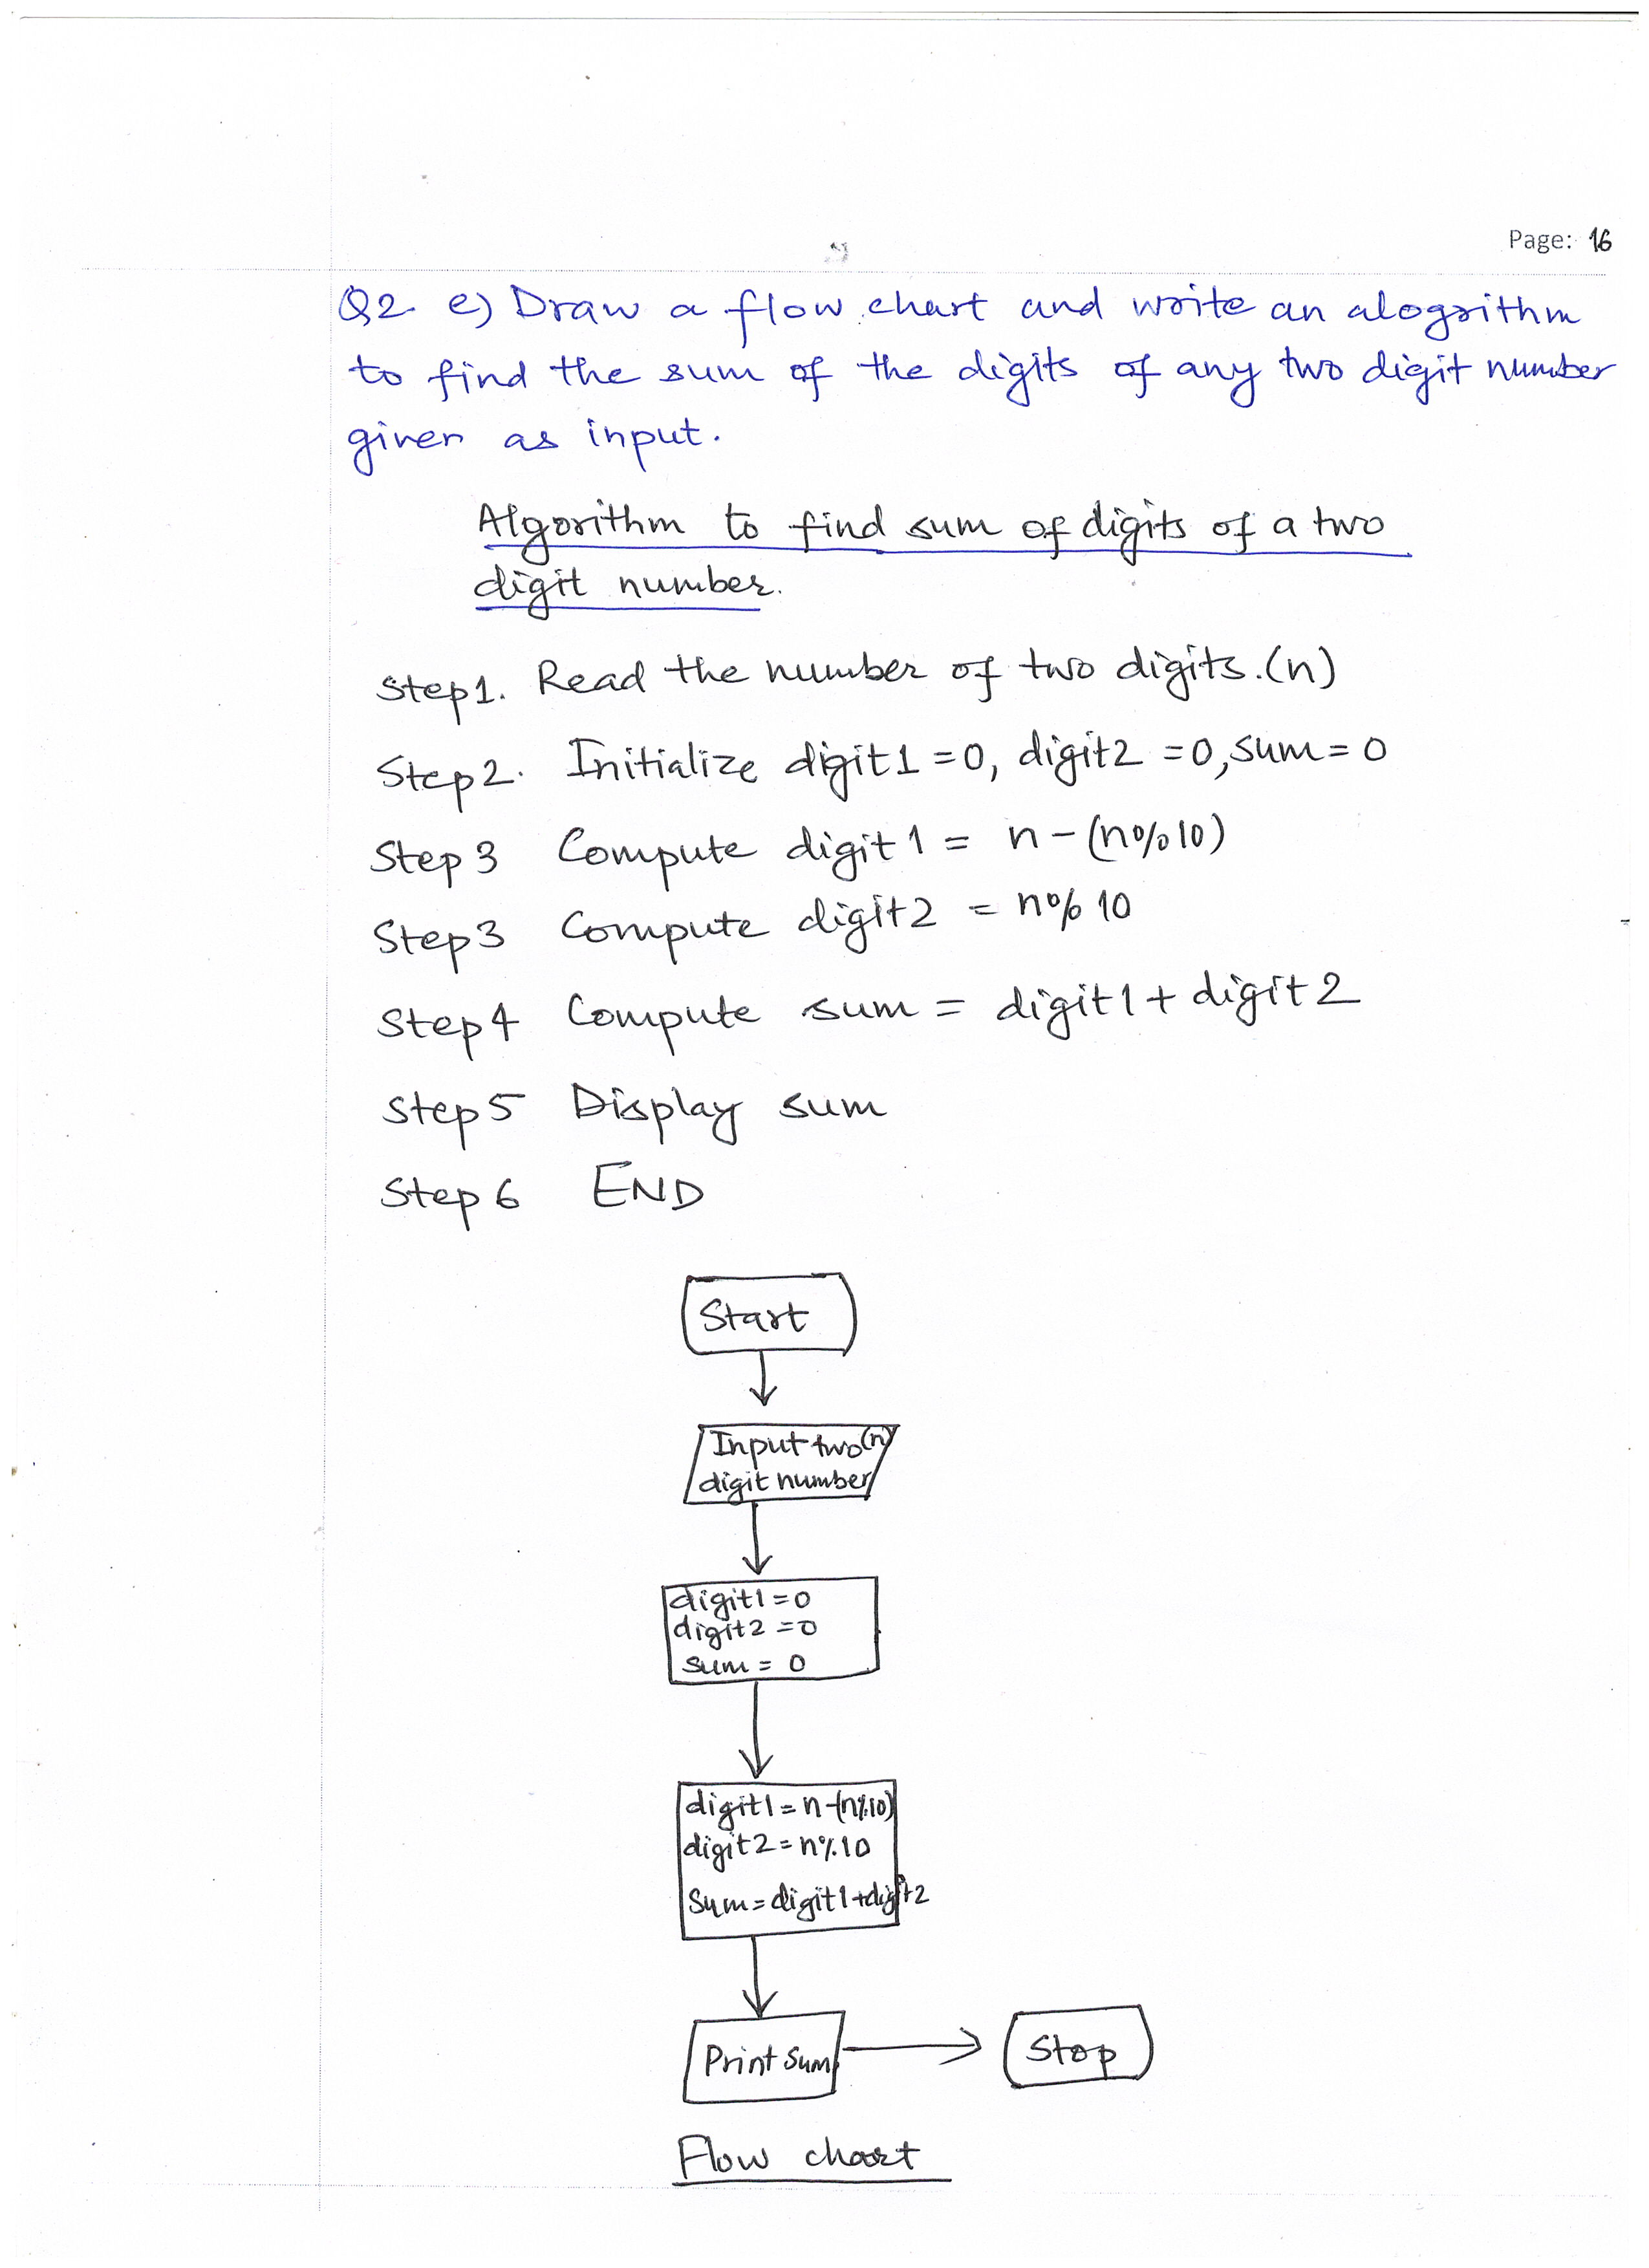 Page: 16
Q2 e) Draw a flow chart and write an alogrithm
to find the sum of the digits of any two digit number
given as input.
Algorithm to find sum of digits of a two
digit number.
Step1. Read the number of two digits.(n)
Step2. Initialize digit1 =0, digit2 =0, sum=0
Step 3 Compute digit 1 = n-(n%10)
Step3 Compute digit2 = n% 10
Step4 Compute sum = digit1+ digit2
Step5 Display sum
Step 6 END
Start
Input two (n)
digit number
digit1=0
digit2 =0
sum = 0
digit1=n-(n%10)
digit2=n%10
Sum=digit1+digit2
Print Sum
Stop
Flow chart